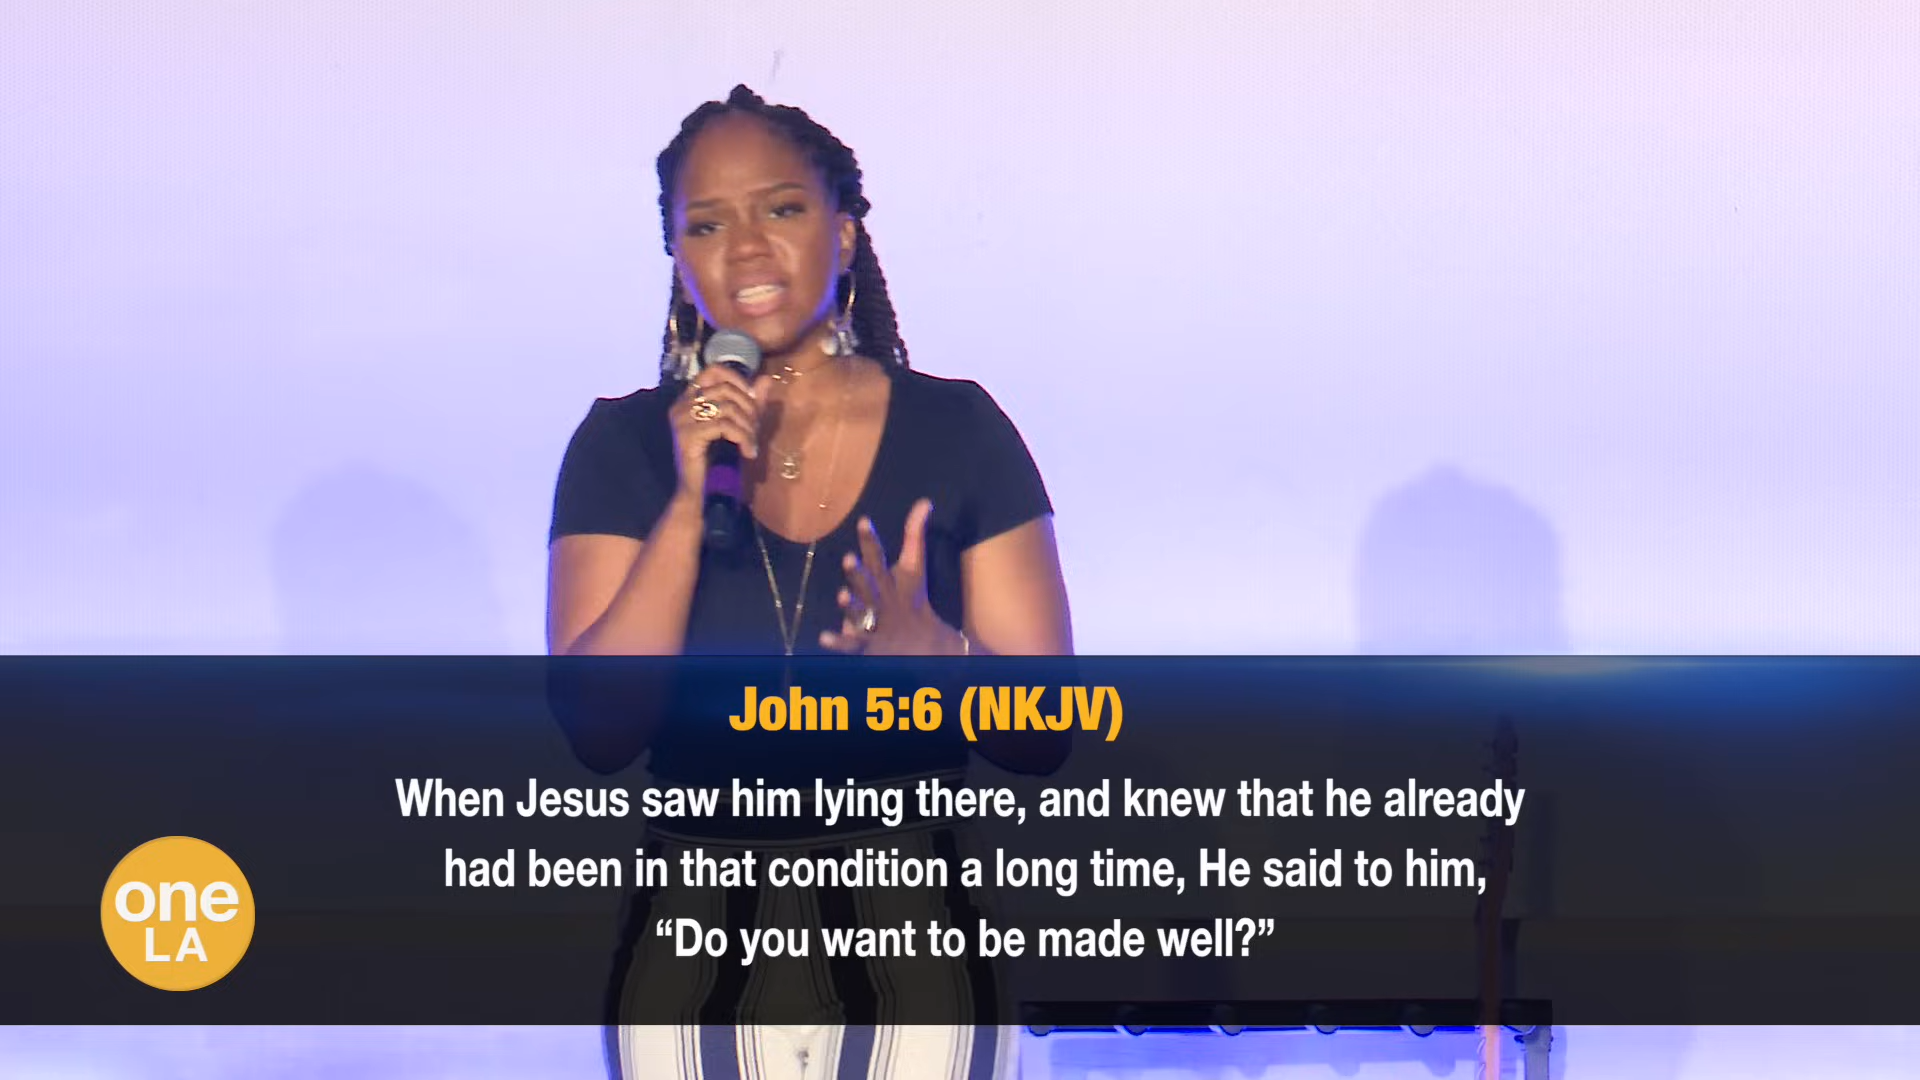 John 5:6 (NKJV)
When Jesus saw him lying there, and knew that he already
had been in that condition a long time, He said to him,
“Do you want to be made well?”
one
LA